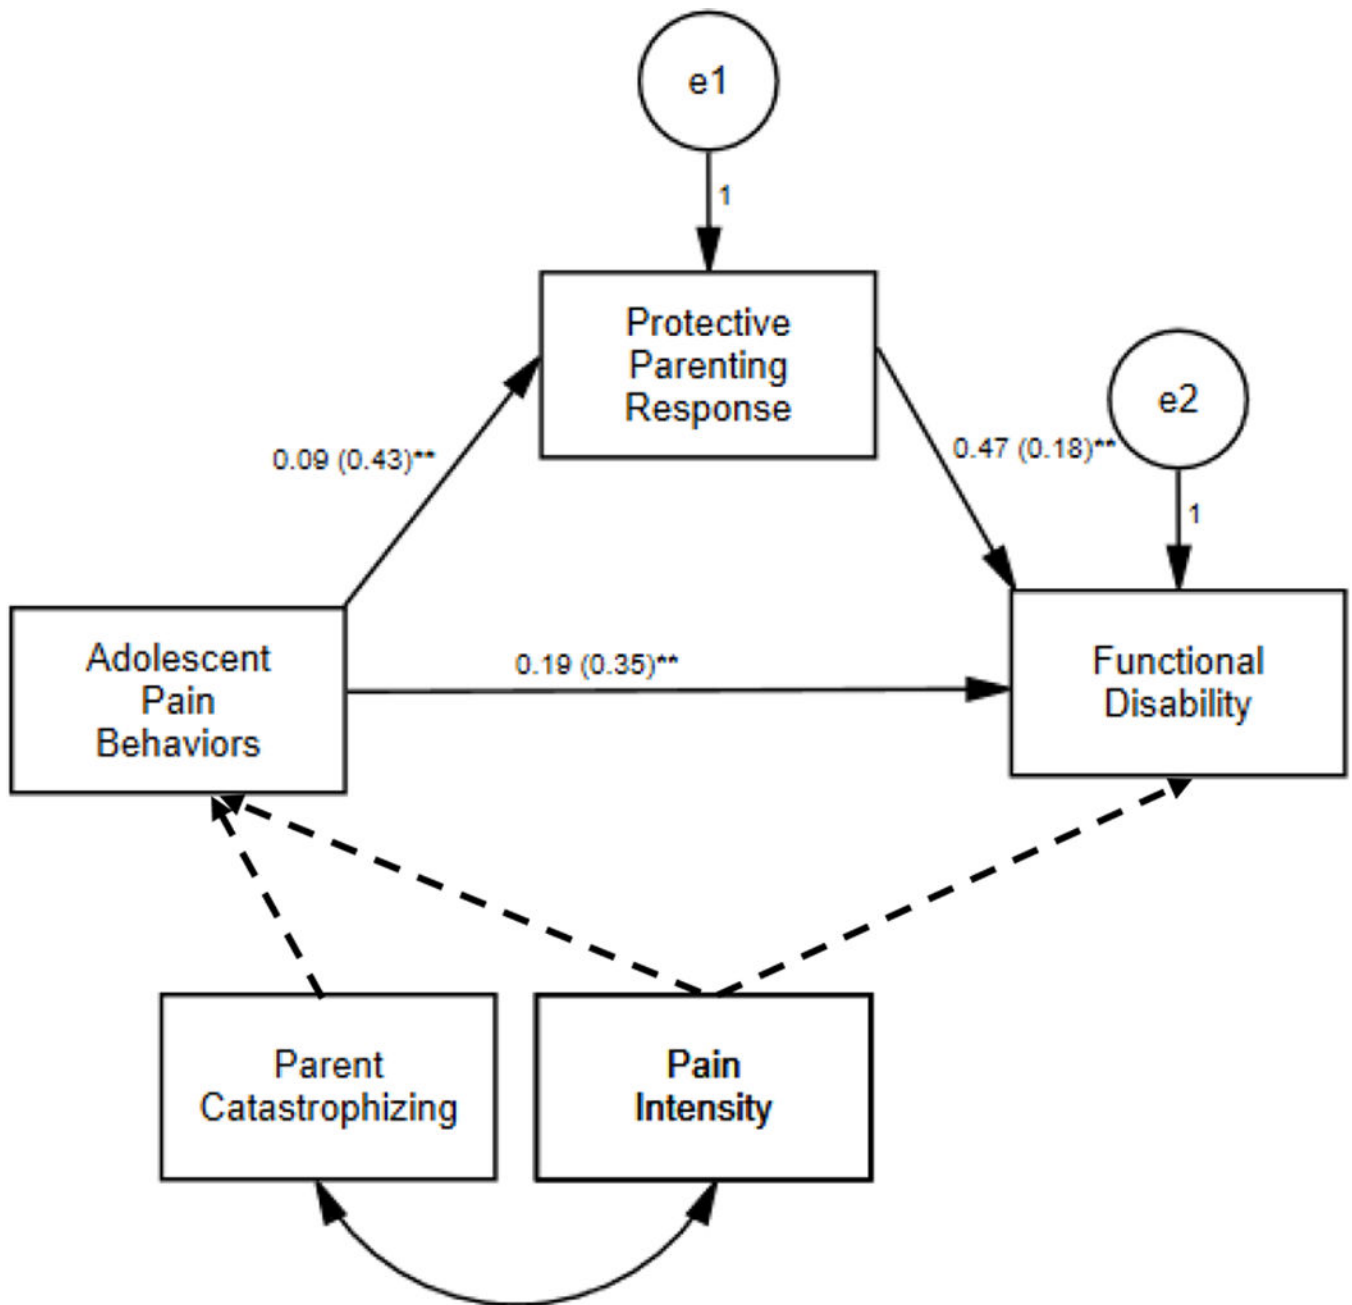 e1
1
Protective
Parenting
Response
e2
0.09 (0.43)**
0.47 (0.18)**
1
Adolescent
Pain
Behaviors
0.19 (0.35)**
Functional
Disability
Parent
Catastrophizing
Pain
Intensity